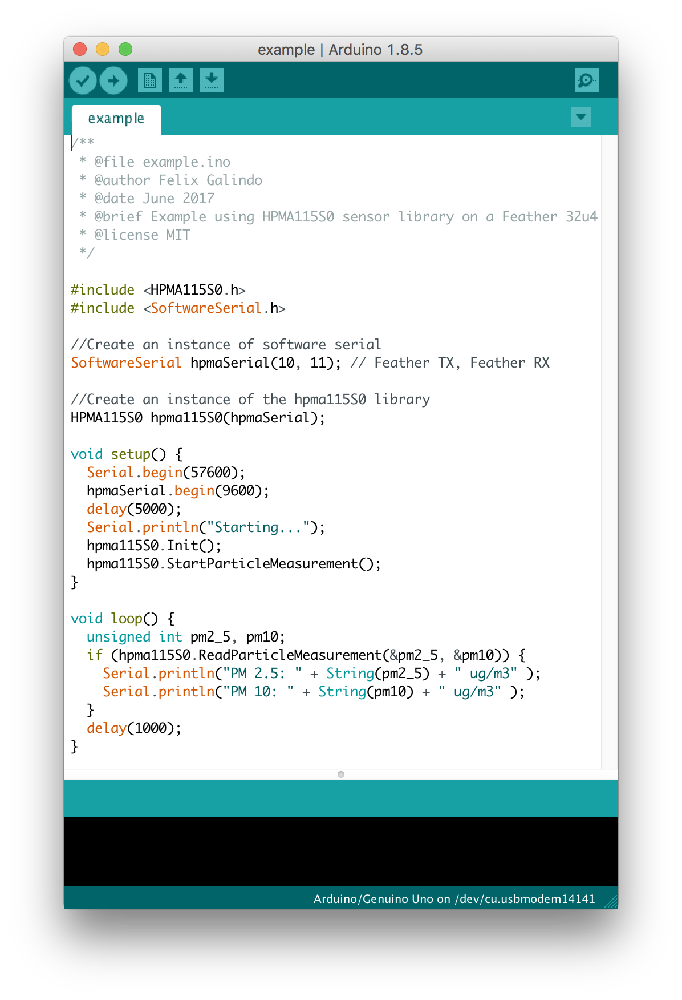 example | Arduino 1.8.5
example
/**
 * @file example.ino
 * @author Felix Galindo
 * @date June 2017
 * @brief Example using HPMA115S0 sensor library on a Feather 32u4
 * @license MIT
 */
#include <HPMA115S0.h>
#include <SoftwareSerial.h>
//Create an instance of software serial
SoftwareSerial hpmaSerial(10, 11); // Feather TX, Feather RX
//Create an instance of the hpma115S0 library
HPMA115S0 hpma115S0(hpmaSerial);
void setup() {
  Serial.begin(57600);
  hpmaSerial.begin(9600);
  delay(5000);
  Serial.println("Starting...");
  hpma115S0.Init();
  hpma115S0.StartParticleMeasurement();
}
void loop() {
  unsigned int pm2_5, pm10;
  if (hpma115S0.ReadParticleMeasurement(&pm2_5, &pm10)) {
    Serial.println("PM 2.5: " + String(pm2_5) + " ug/m3" );
    Serial.println("PM 10: " + String(pm10) + " ug/m3" );
  }
  delay(1000);
}
Arduino/Genuino Uno on /dev/cu.usbmodem14141